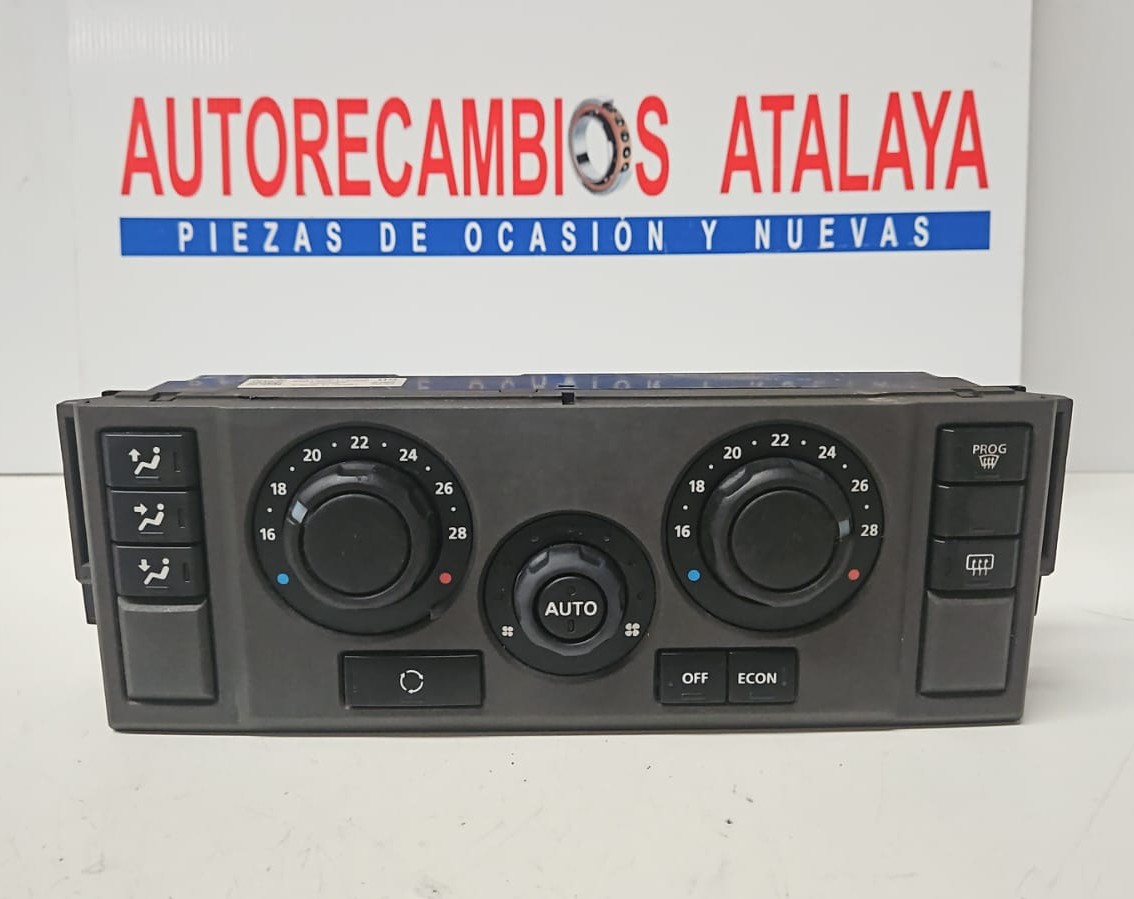 AUTORECAMBIOS ATALAYA
PIEZAS DE OCASIÓN Y NUEVAS
16 18 20 22 24 26 28
16 18 20 22 24 26 28
PROG
AUTO
OFF ECON